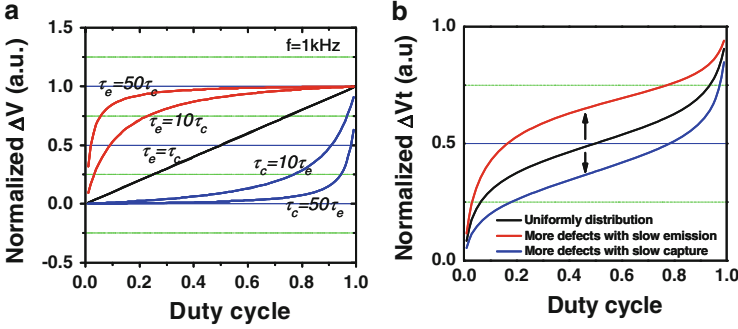 a
f=1kHz
Normalized ΔV (a.u.)
1.5
1.0
0.5
0.0
-0.5
τe=50τc
τe=10τc
τe=τc
τc=10τe
τc=50τe
0.0 0.2 0.4 0.6 0.8 1.0
Duty cycle
b
Normalized ΔVt (a.u)
1.0
0.5
0.0
Uniformly distribution
More defects with slow emission
More defects with slow capture
0.0 0.2 0.4 0.6 0.8 1.0
Duty cycle